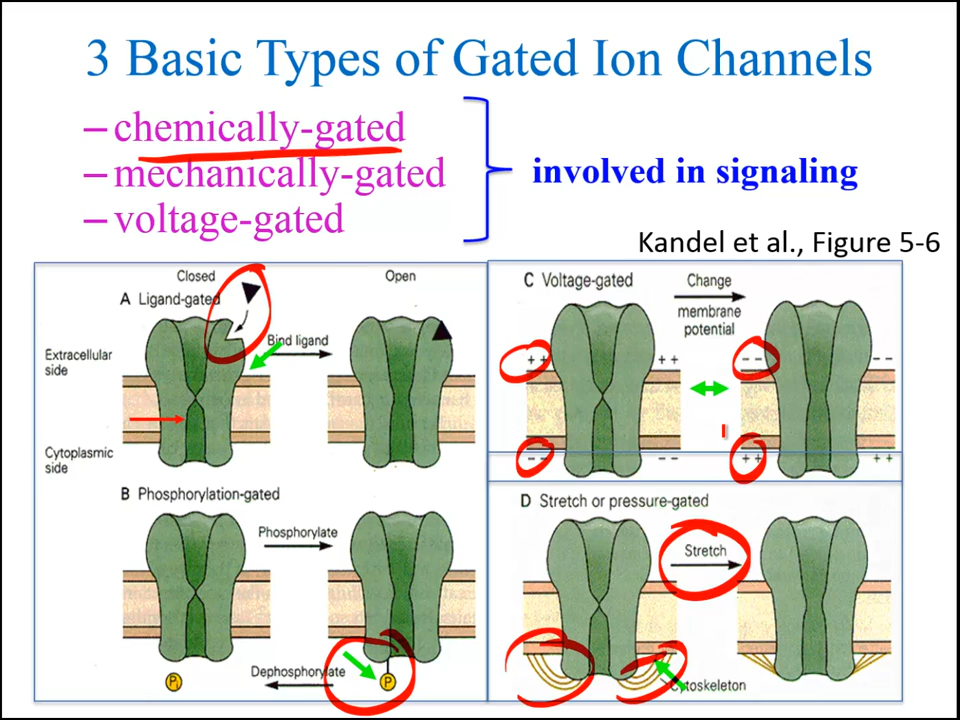 3 Basic Types of Gated Ion Channels
– chemically-gated
– mechanically-gated
– voltage-gated
involved in signaling
Kandel et al., Figure 5-6
Closed
Open
A Ligand-gated
Bind ligand
Extracellular
side
Cytoplasmic
side
B Phosphorylation-gated
Phosphorylate
Dephosphorylate
Pi
P
C Voltage-gated
Change
membrane
potential
+ +
+ +
– –
– –
– –
– –
+ +
+ +
D Stretch or pressure-gated
Stretch
Cytoskeleton